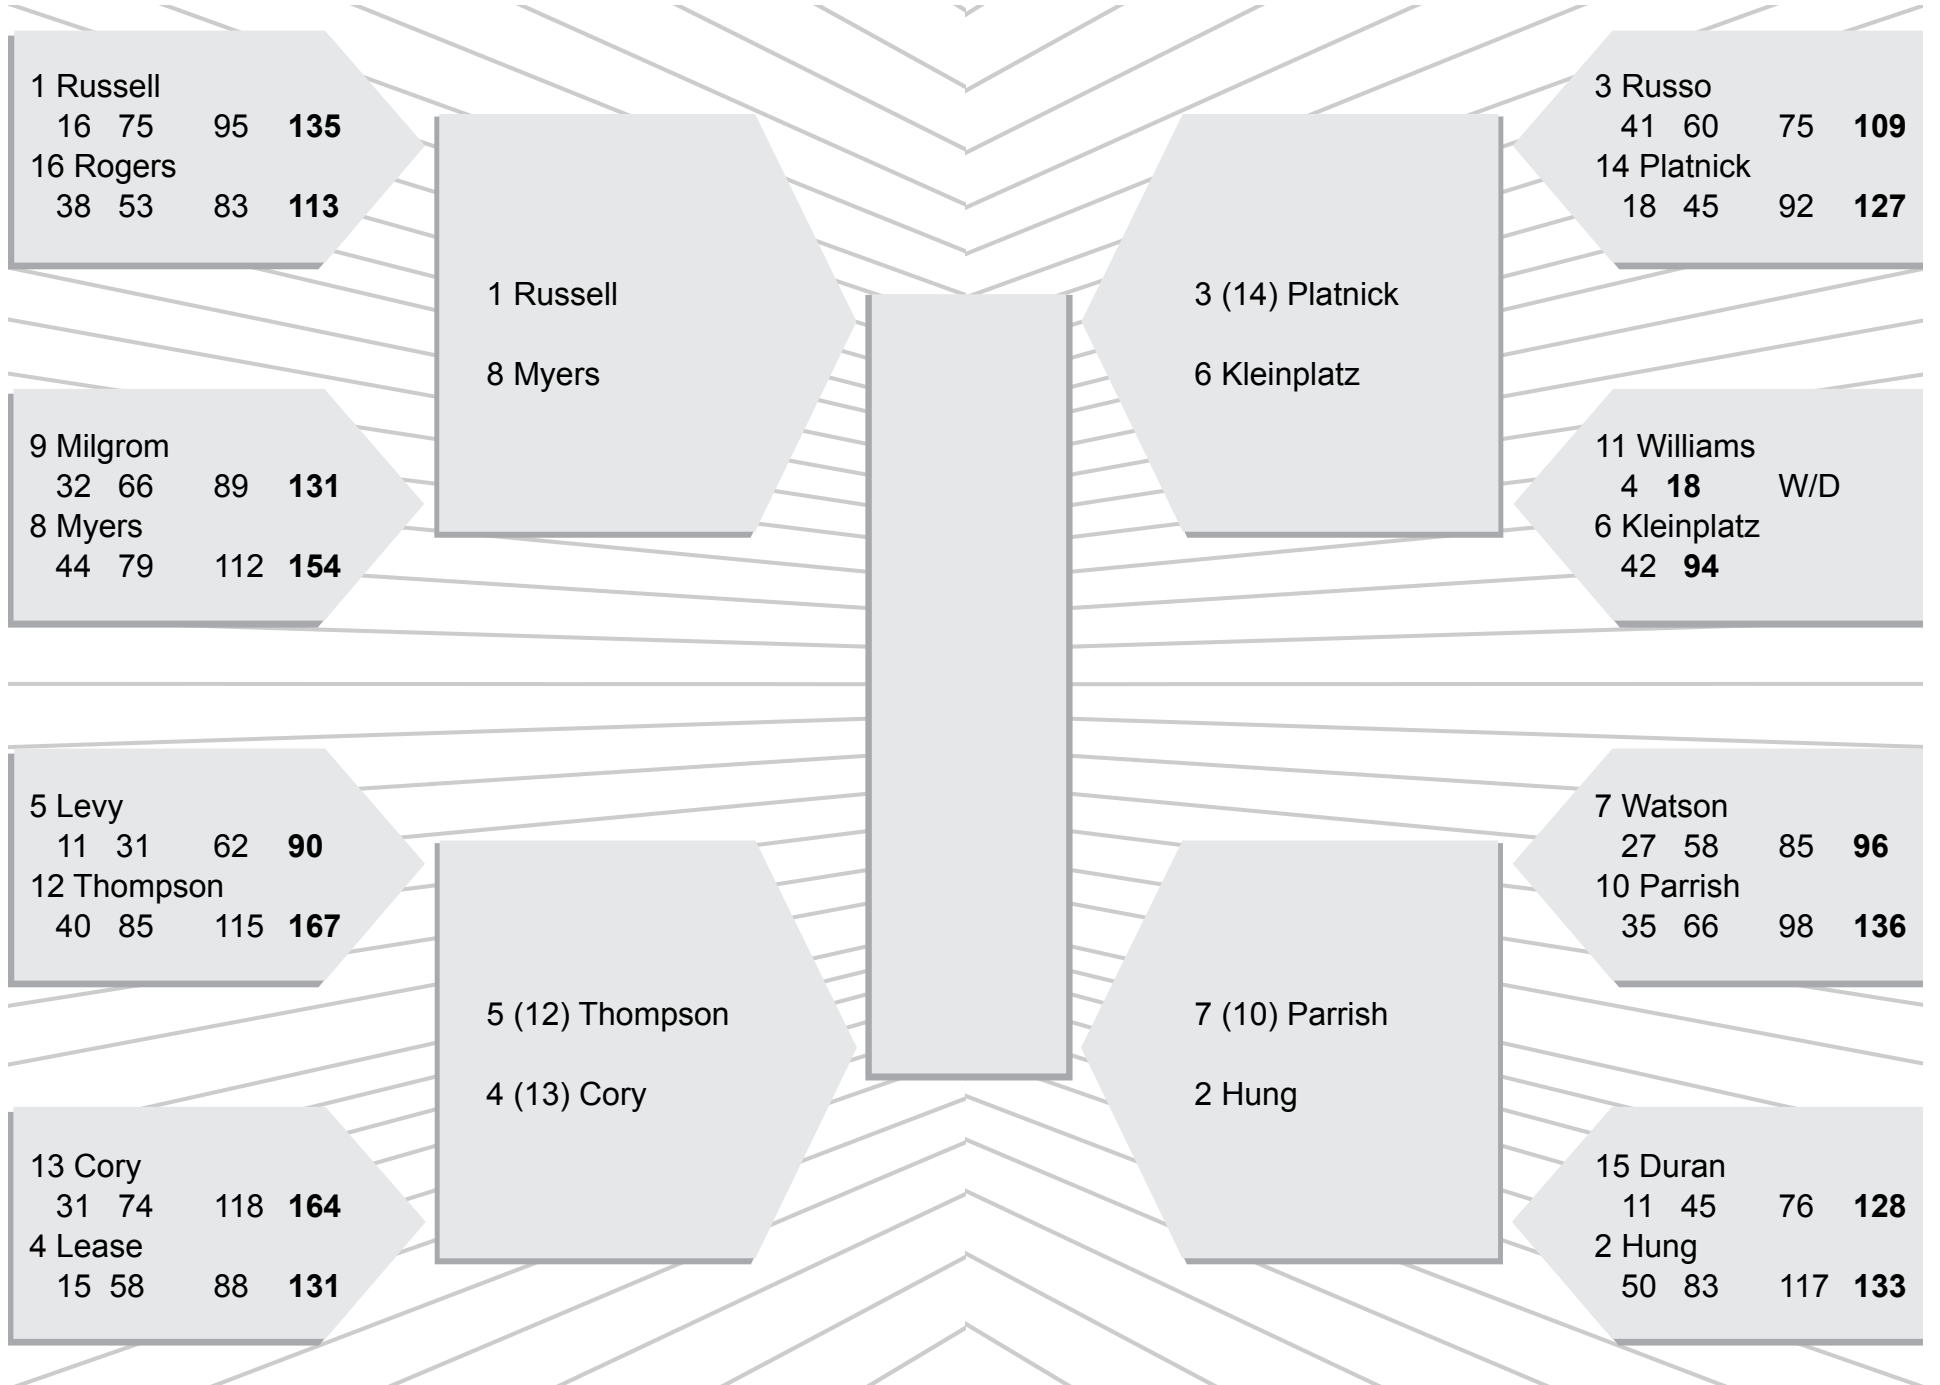 1 Russell
16 75 95 135
16 Rogers
38 53 83 113
9 Milgrom
32 66 89 131
8 Myers
44 79 112 154
5 Levy
11 31 62 90
12 Thompson
40 85 115 167
13 Cory
31 74 118 164
4 Lease
15 58 88 131
1 Russell
8 Myers
5 (12) Thompson
4 (13) Cory
3 (14) Platnick
6 Kleinplatz
7 (10) Parrish
2 Hung
3 Russo
41 60 75 109
14 Platnick
18 45 92 127
11 Williams
4 18 W/D
6 Kleinplatz
42 94
7 Watson
27 58 85 96
10 Parrish
35 66 98 136
15 Duran
11 45 76 128
2 Hung
50 83 117 133